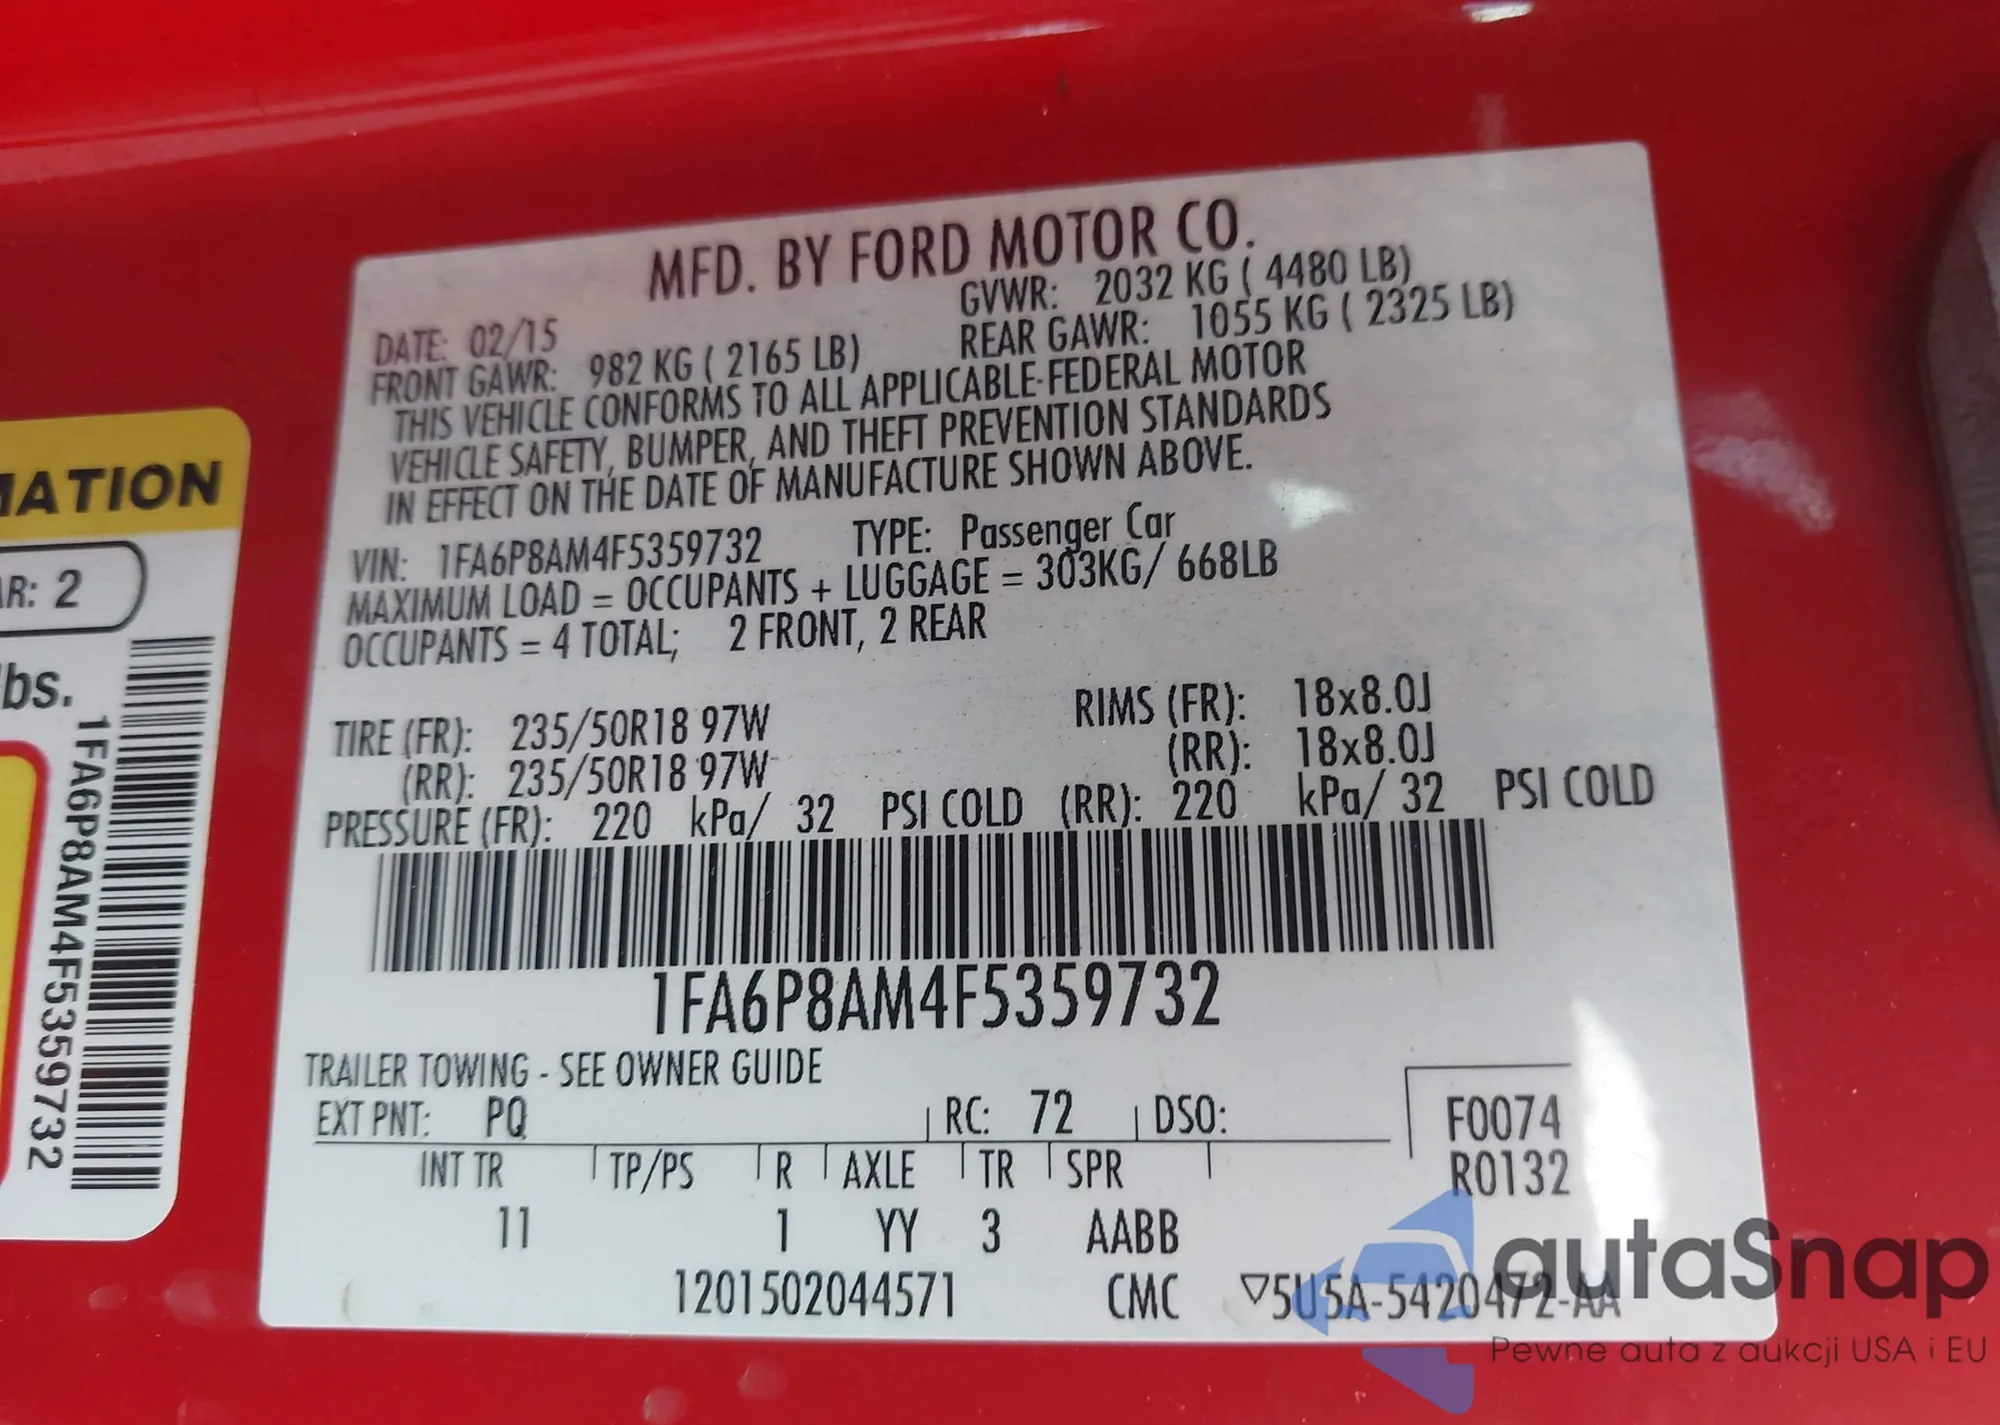 MFD. BY FORD MOTOR CO.
DATE: 02/15 GVWR: 2032 KG ( 4480 LB)
FRONT GAWR: 982 KG ( 2165 LB) REAR GAWR: 1055 KG ( 2325 LB)
THIS VEHICLE CONFORMS TO ALL APPLICABLE-FEDERAL MOTOR
VEHICLE SAFETY, BUMPER, AND THEFT PREVENTION STANDARDS
IN EFFECT ON THE DATE OF MANUFACTURE SHOWN ABOVE.
VIN: 1FA6P8AM4F5359732 TYPE: Passenger Car
MAXIMUM LOAD = OCCUPANTS + LUGGAGE = 303KG/ 668LB
OCCUPANTS = 4 TOTAL; 2 FRONT, 2 REAR
TIRE (FR): 235/50R18 97W RIMS (FR): 18x8.0J
(RR): 235/50R18 97W (RR): 18x8.0J
PRESSURE (FR): 220 kPa/ 32 PSI COLD (RR): 220 kPa/ 32 PSI COLD
1FA6P8AM4F5359732
TRAILER TOWING - SEE OWNER GUIDE
EXT PNT: PQ RC: 72 DSO: F0074
INT TR TP/PS R AXLE TR SPR R0132
11 1 YY 3 AABB
1201502044571 CMC ▽5U5A-5420472-AA
MATION
AR: 2
lbs.
1FA6P8AM4F5359732
autaSnap
Pewne auta z aukcji USA i EU